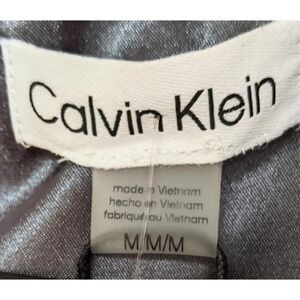 Calvin Klein
made in Vietnam
hecho en Vietnam
fabriqué au Vietnam
M/M/M